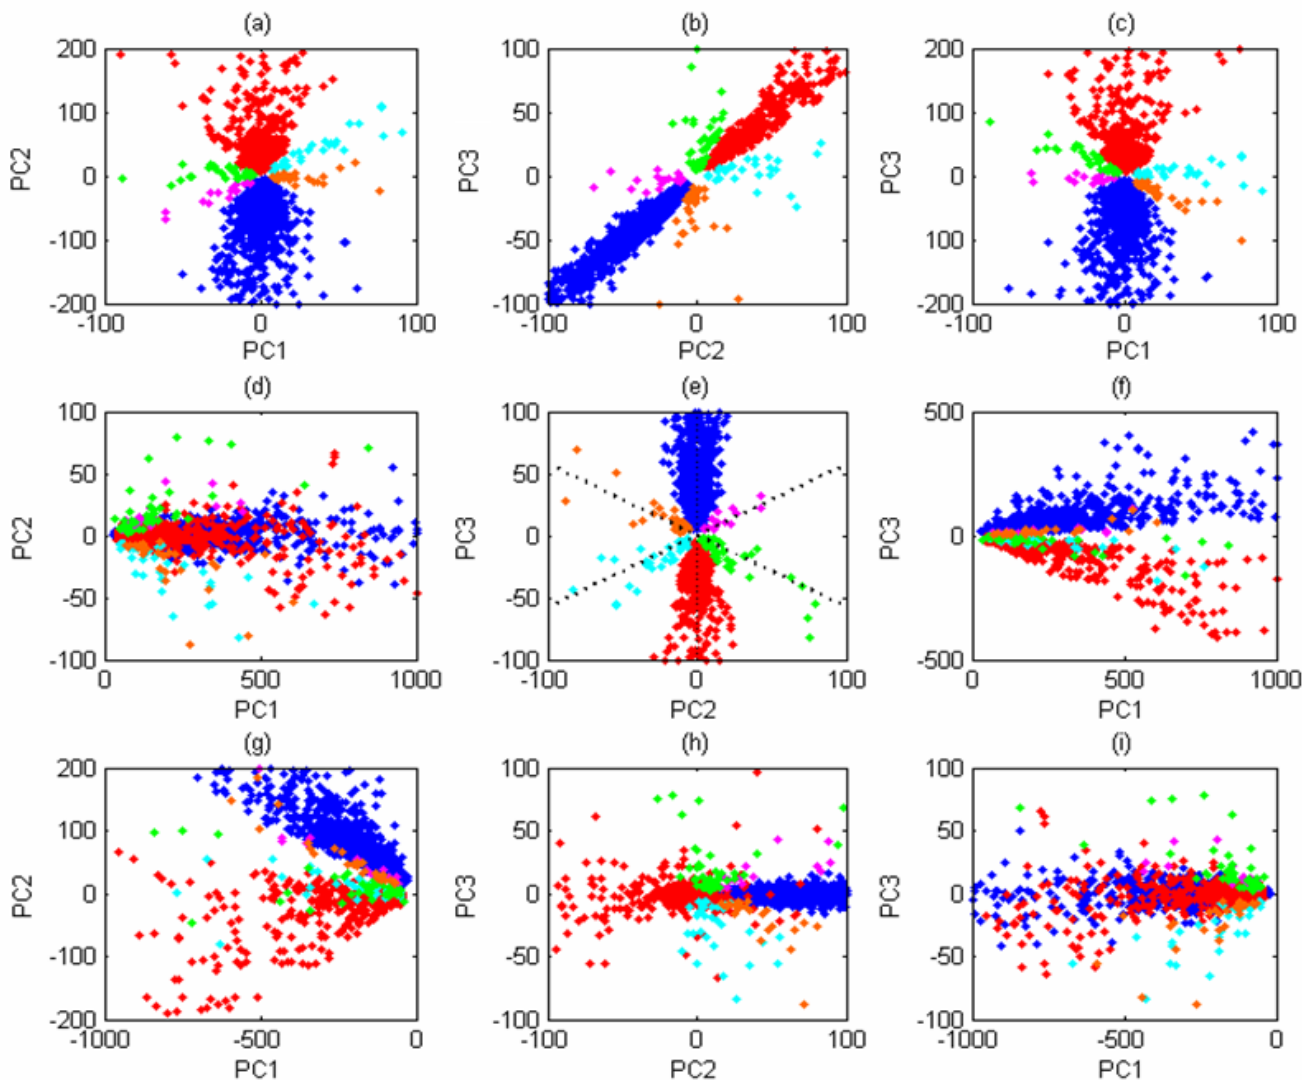 (a) (b) (c)
200 100 200
100 50 100
PC2 0 PC3 0 PC3 0
-100 -50 -100
-200 -100 -200
-100 0 100 -100 0 100 -100 0 100
PC1 PC2 PC1
(d) (e) (f)
100 100 500
50 50
PC2 0 PC3 0 PC3 0
-50 -50
-100 -100 -500
0 500 1000 -100 0 100 0 500 1000
PC1 PC2 PC1
(g) (h) (i)
200 100 100
100 50 50
PC2 0 PC3 0 PC3 0
-100 -50 -50
-200 -100 -100
-1000 -500 0 -100 0 100 -1000 -500 0
PC1 PC2 PC1